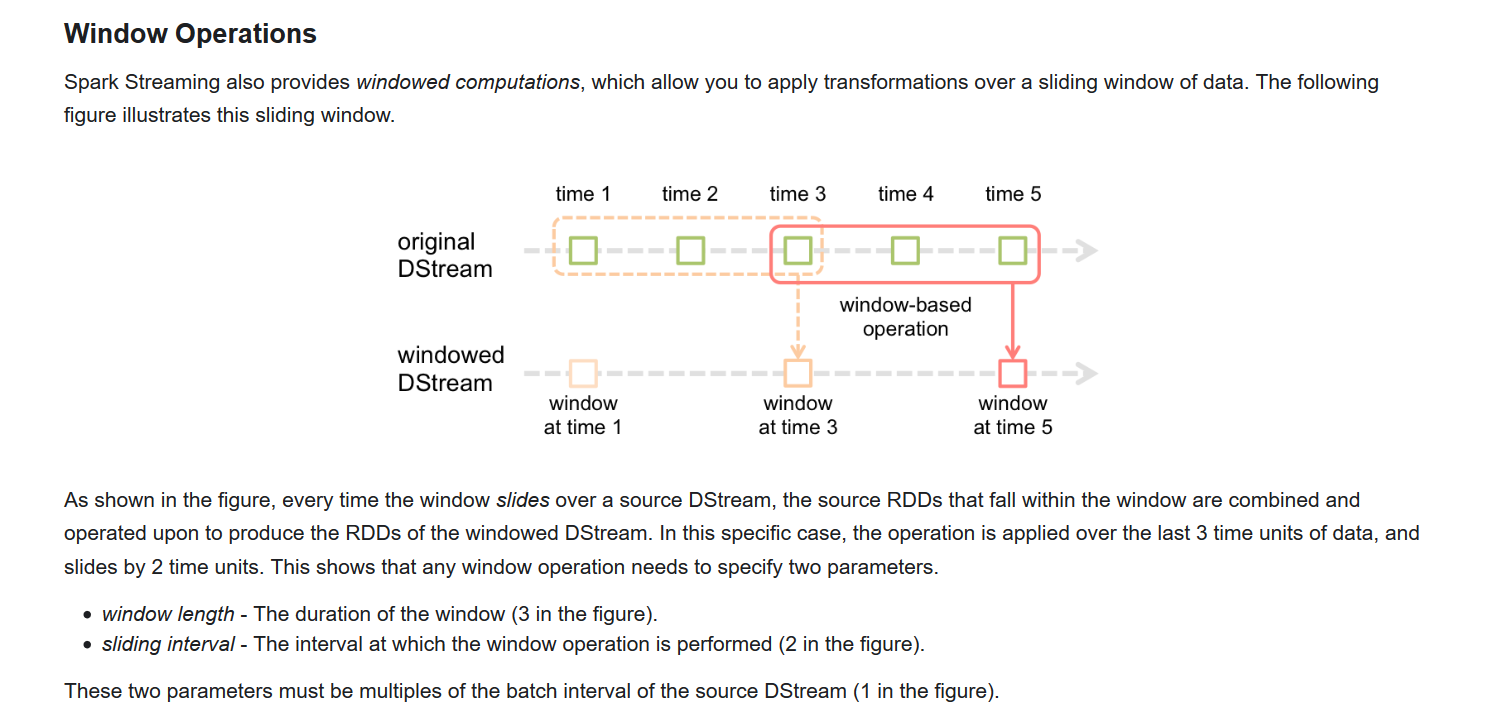 Window Operations
Spark Streaming also provides windowed computations, which allow you to apply transformations over a sliding window of data. The following
figure illustrates this sliding window.
time 1 time 2 time 3 time 4 time 5
original
DStream
window-based
operation
windowed
DStream
window
at time 1
window
at time 3
window
at time 5
As shown in the figure, every time the window slides over a source DStream, the source RDDs that fall within the window are combined and
operated upon to produce the RDDs of the windowed DStream. In this specific case, the operation is applied over the last 3 time units of data, and
slides by 2 time units. This shows that any window operation needs to specify two parameters.
• window length - The duration of the window (3 in the figure).
• sliding interval - The interval at which the window operation is performed (2 in the figure).
These two parameters must be multiples of the batch interval of the source DStream (1 in the figure).